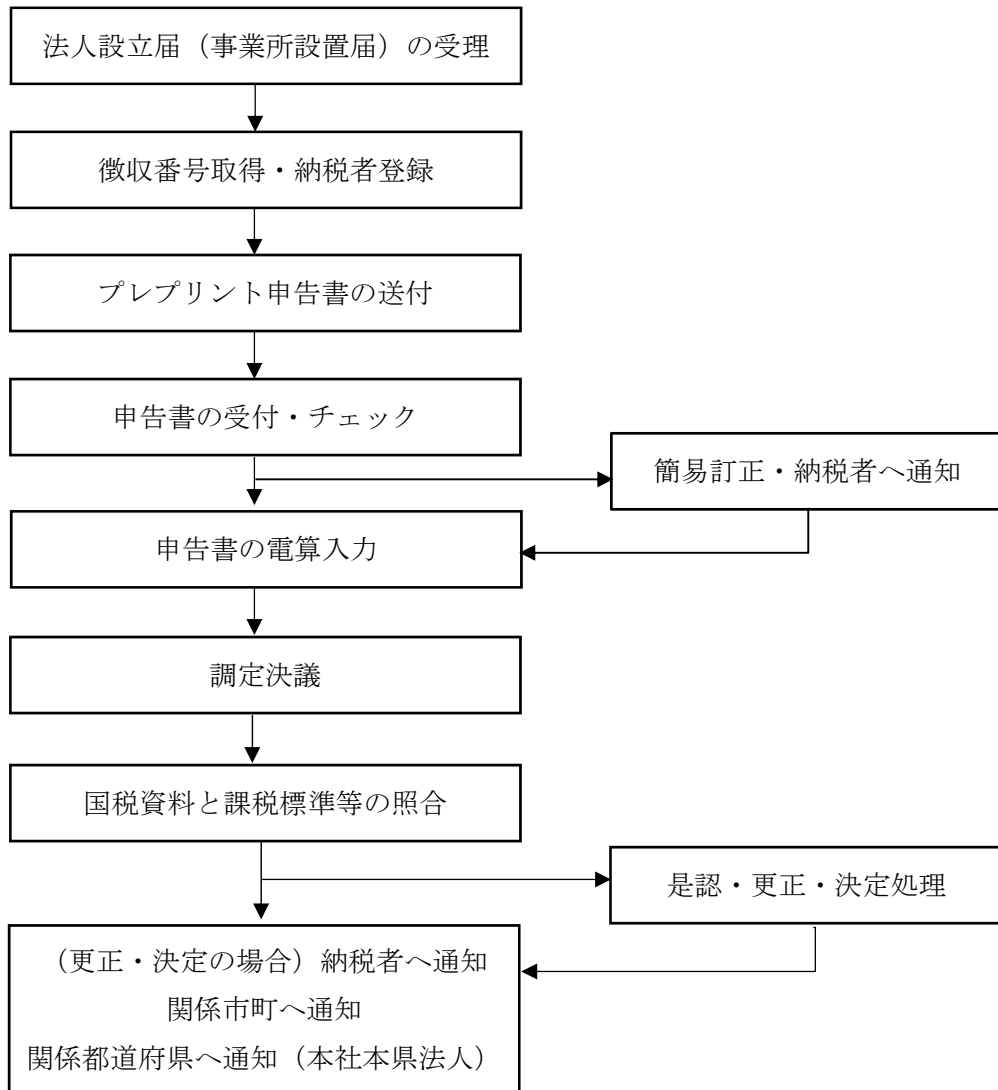 法人設立届（事業所設置届）の受理
徴収番号取得・納税者登録
プレプリント申告書の送付
申告書の受付・チェック
簡易訂正・納税者へ通知
申告書の電算入力
調定決議
国税資料と課税標準等の照合
是認・更正・決定処理
（更正・決定の場合）納税者へ通知
関係市町へ通知
関係都道府県へ通知（本社本県法人）